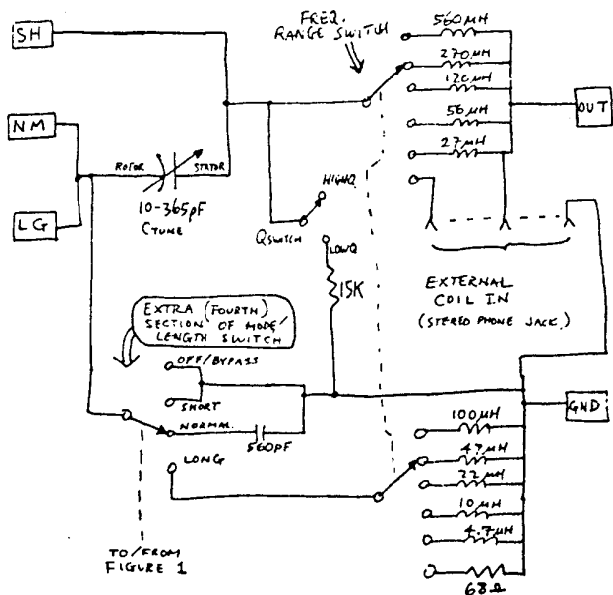 SH
FREQ.
RANGE SWITCH
560µH
270µH
120µH
56µH
27µH
OUT
NM
LG
ROTOR
STATOR
10-365pF
CTUNE
HIGHQ
QSWITCH
LOWQ
15K
EXTERNAL
COIL IN
(STEREO PHONE JACK.)
EXTRA (FOURTH)
SECTION OF MODE/
LENGTH SWITCH
OFF/BYPASS
SHORT
NORMAL.
560PF
LONG
GND
100µH
47µH
22µH
10µH
4.7µH
68Ω
TO/FROM
FIGURE 1